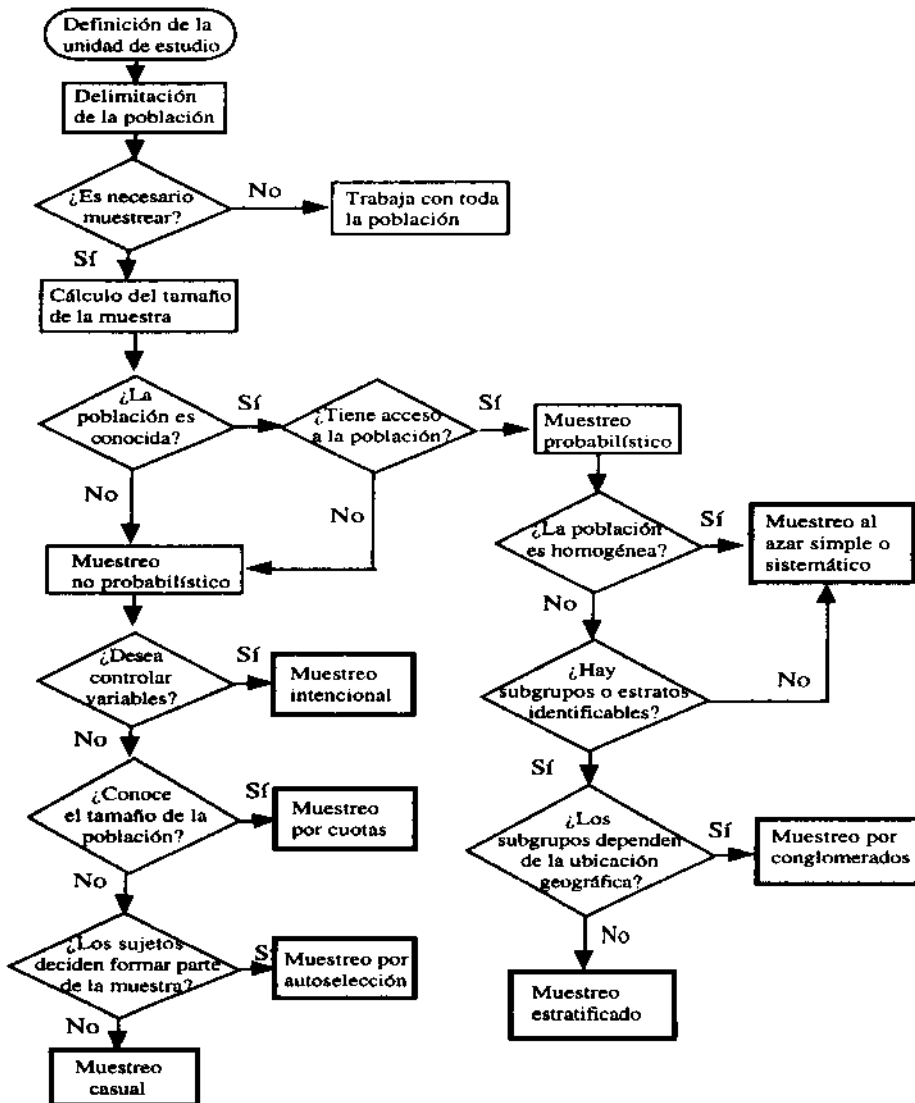 Definición de la
unidad de estudio
Delimitación
de la población
¿Es necesario
muestrear?
No
Trabaja con toda
la población
Sí
Cálculo del tamaño
de la muestra
¿La
población es
conocida?
Sí
¿Tiene acceso
a la población?
Sí
Muestreo
probabilístico
No
No
¿La población
es homogénea?
Sí
Muestreo al
azar simple o
sistemático
Muestreo
no probabilístico
No
¿Desea
controlar
variables?
Sí
Muestreo
intencional
¿Hay
subgrupos o estratos
identificables?
No
No
Sí
¿Conoce
el tamaño de la
población?
Sí
Muestreo
por cuotas
¿Los
subgrupos dependen
de la ubicación
geográfica?
Sí
Muestreo por
conglomerados
No
¿Los sujetos
deciden formar parte
de la muestra?
Sí
Muestreo por
autoselección
No
Muestreo
estratificado
No
Muestreo
casual